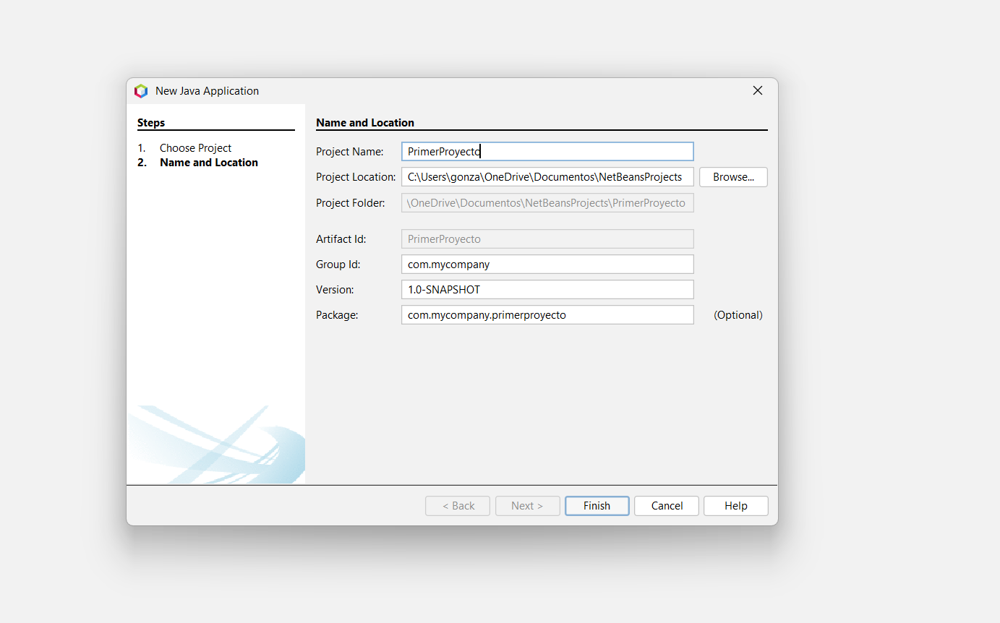 New Java Application
Steps
1. Choose Project
2. Name and Location
Name and Location
Project Name: PrimerProyecto
Project Location: C:\Users\gonza\OneDrive\Documentos\NetBeansProjects Browse...
Project Folder: \OneDrive\Documentos\NetBeansProjects\PrimerProyecto
Artifact Id: PrimerProyecto
Group Id: com.mycompany
Version: 1.0-SNAPSHOT
Package: com.mycompany.primerproyecto (Optional)
< Back Next > Finish Cancel Help